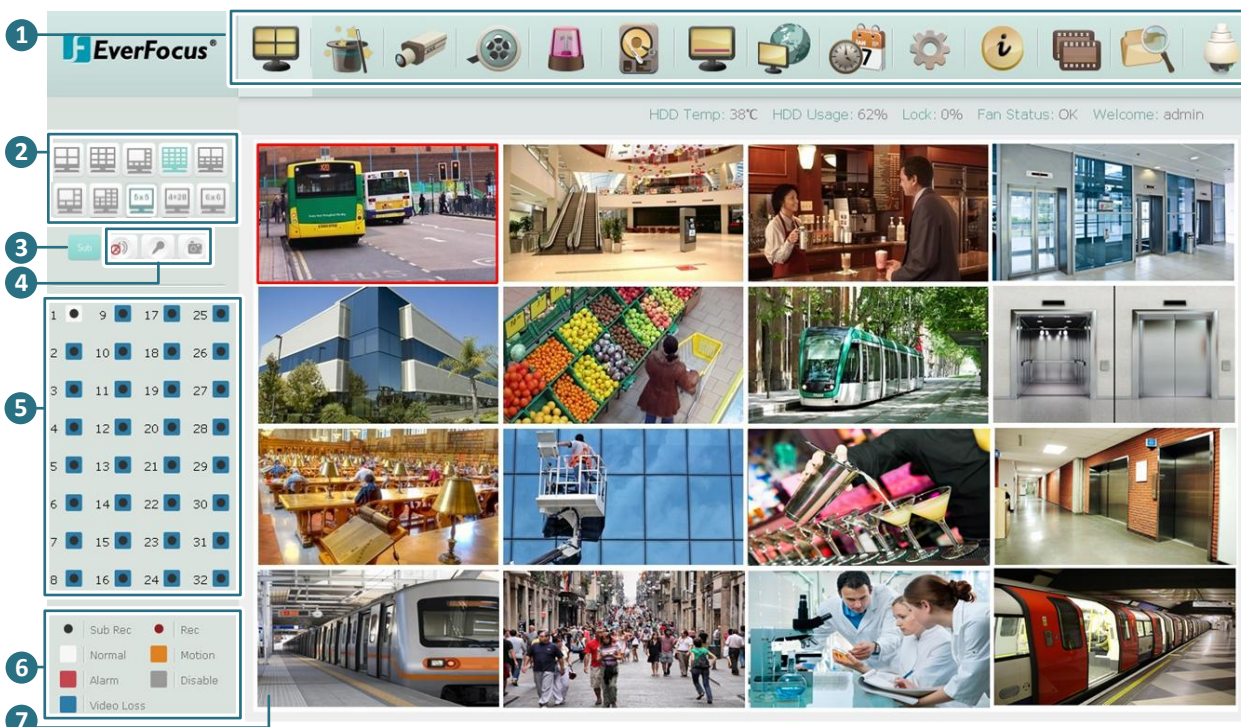 1
EverFocus®
7
HDD Temp: 38℃ HDD Usage: 62% Lock: 0% Fan Status: OK Welcome: admin
2
5x5 4+28 6x6
3
Sub
4
5
1 9 17 25
2 10 18 26
3 11 19 27
4 12 20 28
5 13 21 29
6 14 22 30
7 15 23 31
8 16 24 32
6
Sub Rec Rec
Normal Motion
Alarm Disable
Video Loss
7